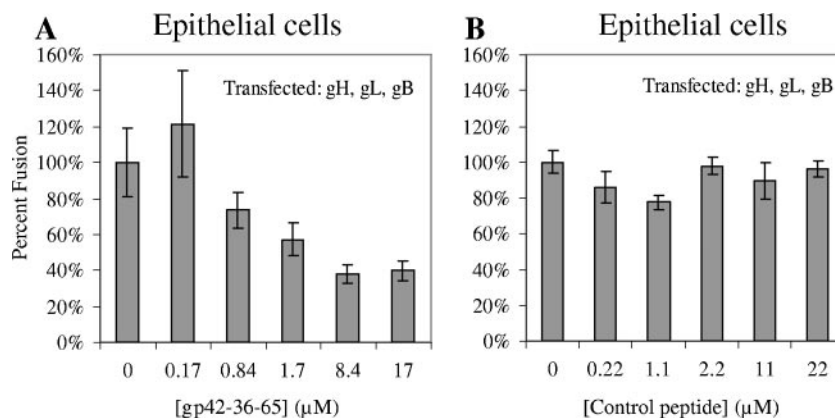 A Epithelial cells
Percent Fusion
160%
140%
120%
100%
80%
60%
40%
20%
0%
Transfected: gH, gL, gB
0 0.17 0.84 1.7 8.4 17
[gp42-36-65] (µM)
B Epithelial cells
160%
140%
120%
100%
80%
60%
40%
20%
0%
Transfected: gH, gL, gB
0 0.22 1.1 2.2 11 22
[Control peptide] (µM)